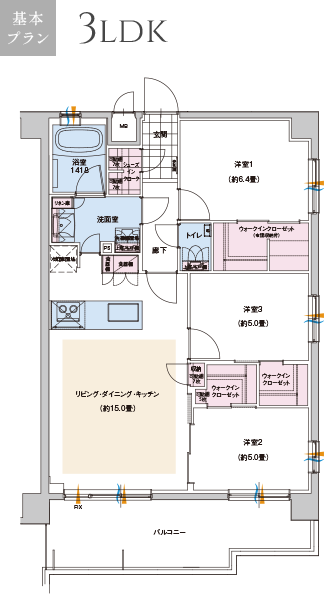 基本
プラン
3LDK
MB
玄関
浴室
1418
シューズ
イン
クローク
洋室1
(約6.4畳)
リネン庫
洗面室
トイレ
ウォークインクローゼット
廊下
PS
洋室3
(約5.0畳)
リビング・ダイニング・キッチン
(約15.0畳)
収納
ウォークイン
クローゼット
ウォークイン
クローゼット
洋室2
(約5.0畳)
FIX
バルコニー